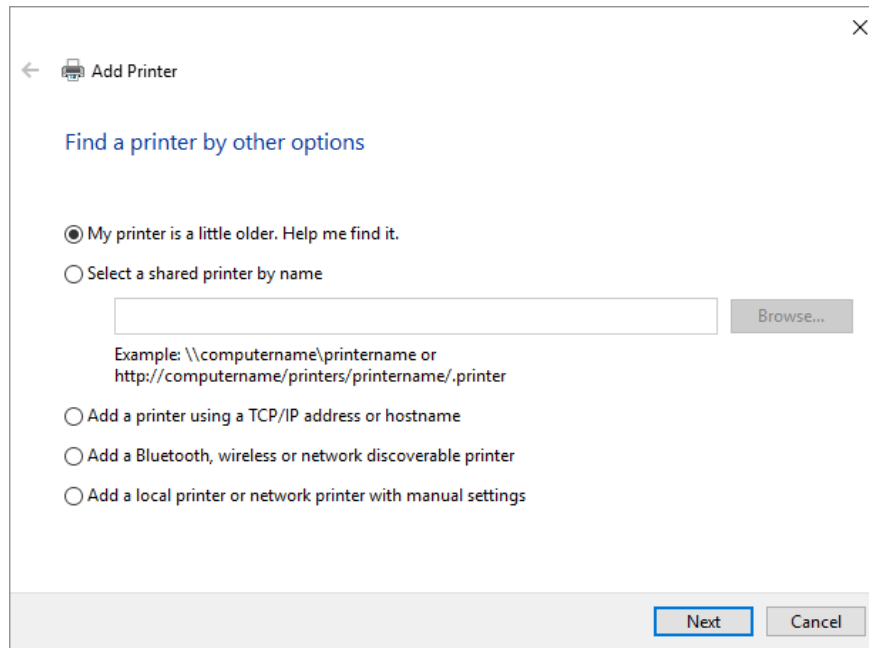 Add Printer
Find a printer by other options
My printer is a little older. Help me find it.
Select a shared printer by name
Browse...
Example: \\computername\printername or
http://computername/printers/printername/.printer
Add a printer using a TCP/IP address or hostname
Add a Bluetooth, wireless or network discoverable printer
Add a local printer or network printer with manual settings
Next
Cancel